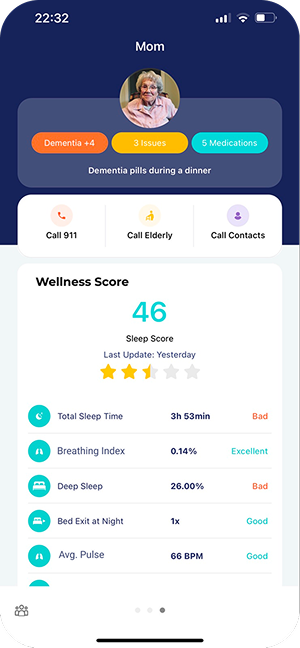 22:32
Mom
Dementia +4 3 Issues 5 Medications
Dementia pills during a dinner
Call 911 Call Elderly Call Contacts
Wellness Score
46
Sleep Score
Last Update: Yesterday
Total Sleep Time 3h 53min Bad
Breathing Index 0.14% Excellent
Deep Sleep 26.00% Bad
Bed Exit at Night 1x Good
Avg. Pulse 66 BPM Good